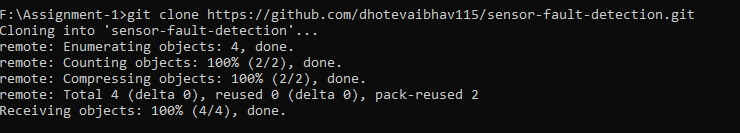 F:\Assignment-1>git clone https://github.com/dhotevaibhav115/sensor-fault-detection.git
Cloning into 'sensor-fault-detection'...
remote: Enumerating objects: 4, done.
remote: Counting objects: 100% (2/2), done.
remote: Compressing objects: 100% (2/2), done.
remote: Total 4 (delta 0), reused 0 (delta 0), pack-reused 2
Receiving objects: 100% (4/4), done.